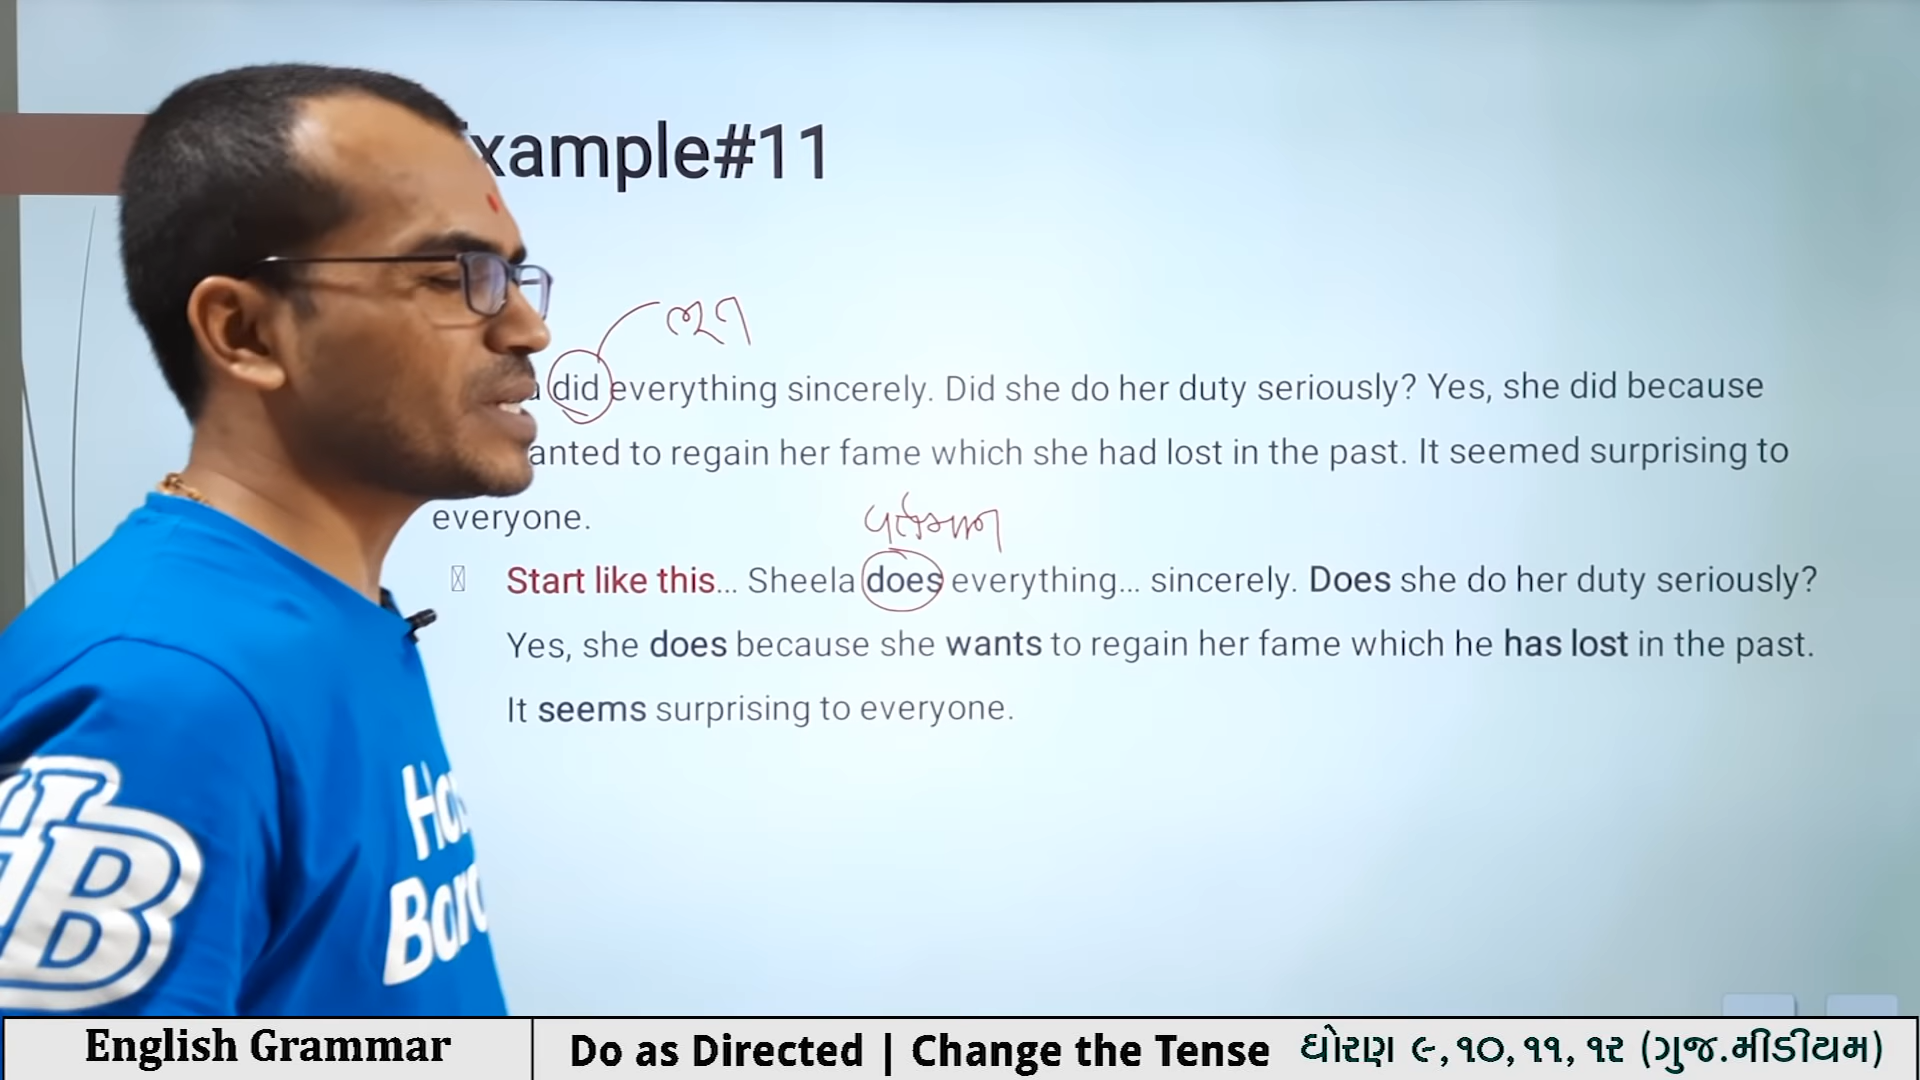 xample#11
ભૂત
did everything sincerely. Did she do her duty seriously? Yes, she did because
anted to regain her fame which she had lost in the past. It seemed surprising to
everyone.
વર્તમાન
Start like this... Sheela does everything... sincerely. Does she do her duty seriously?
Yes, she does because she wants to regain her fame which he has lost in the past.
It seems surprising to everyone.
HB
Bord
English Grammar
Do as Directed | Change the Tense ધોરણ ૯, ૧૦, ૧૧, ૧૨ (ગુજ.મીડીયમ)